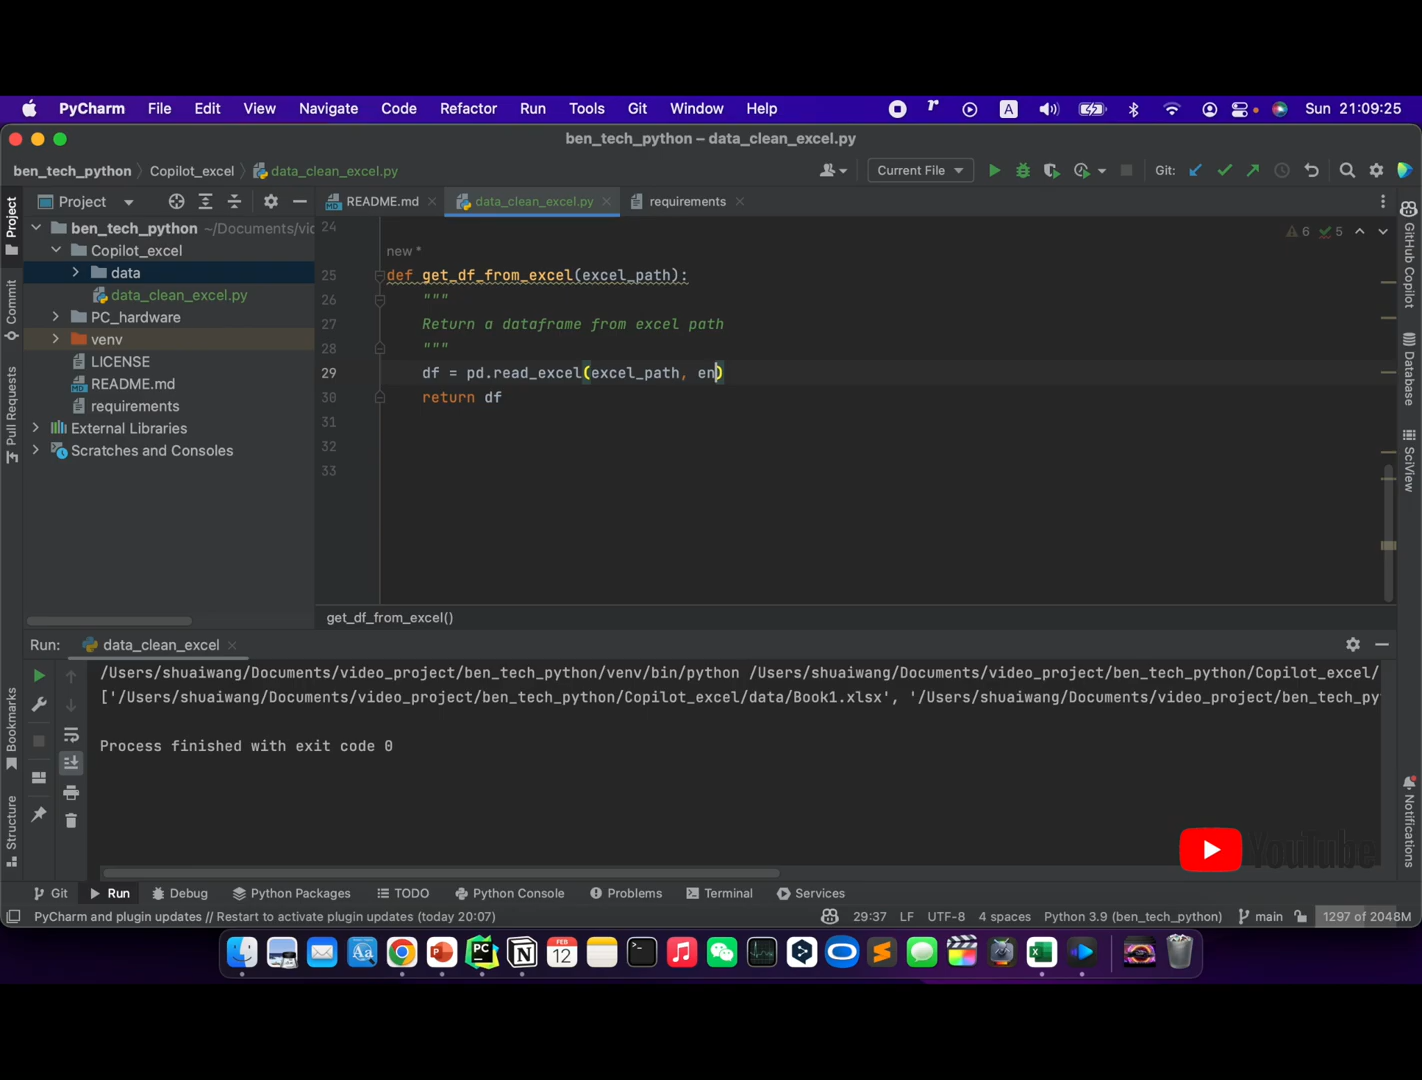 PyCharm File Edit View Navigate Code Refactor Run Tools Git Window Help A Sun 21:09:25
ben_tech_python – data_clean_excel.py
ben_tech_python Copilot_excel data_clean_excel.py Current File Git:
Project README.md data_clean_excel.py requirements
ben_tech_python ~/Documents/vic
Copilot_excel
data
data_clean_excel.py
PC_hardware
venv
LICENSE
README.md
requirements
External Libraries
Scratches and Consoles
Project
Commit
Pull Requests
Bookmarks
Structure
24
new *
25 def get_df_from_excel(excel_path):
26 """
27 Return a dataframe from excel path
28 """
29 df = pd.read_excel(excel_path, en)
30 return df
31
32
33
6 5
GitHub Copilot
Database
SciView
Notifications
get_df_from_excel()
Run: data_clean_excel
/Users/shuaiwang/Documents/video_project/ben_tech_python/venv/bin/python /Users/shuaiwang/Documents/video_project/ben_tech_python/Copilot_excel/
['/Users/shuaiwang/Documents/video_project/ben_tech_python/Copilot_excel/data/Book1.xlsx', '/Users/shuaiwang/Documents/video_project/ben_tech_py
Process finished with exit code 0
YouTube
Git Run Debug Python Packages TODO Python Console Problems Terminal Services
PyCharm and plugin updates // Restart to activate plugin updates (today 20:07) 29:37 LF UTF-8 4 spaces Python 3.9 (ben_tech_python) main 1297 of 2048M
PC
FEB
12